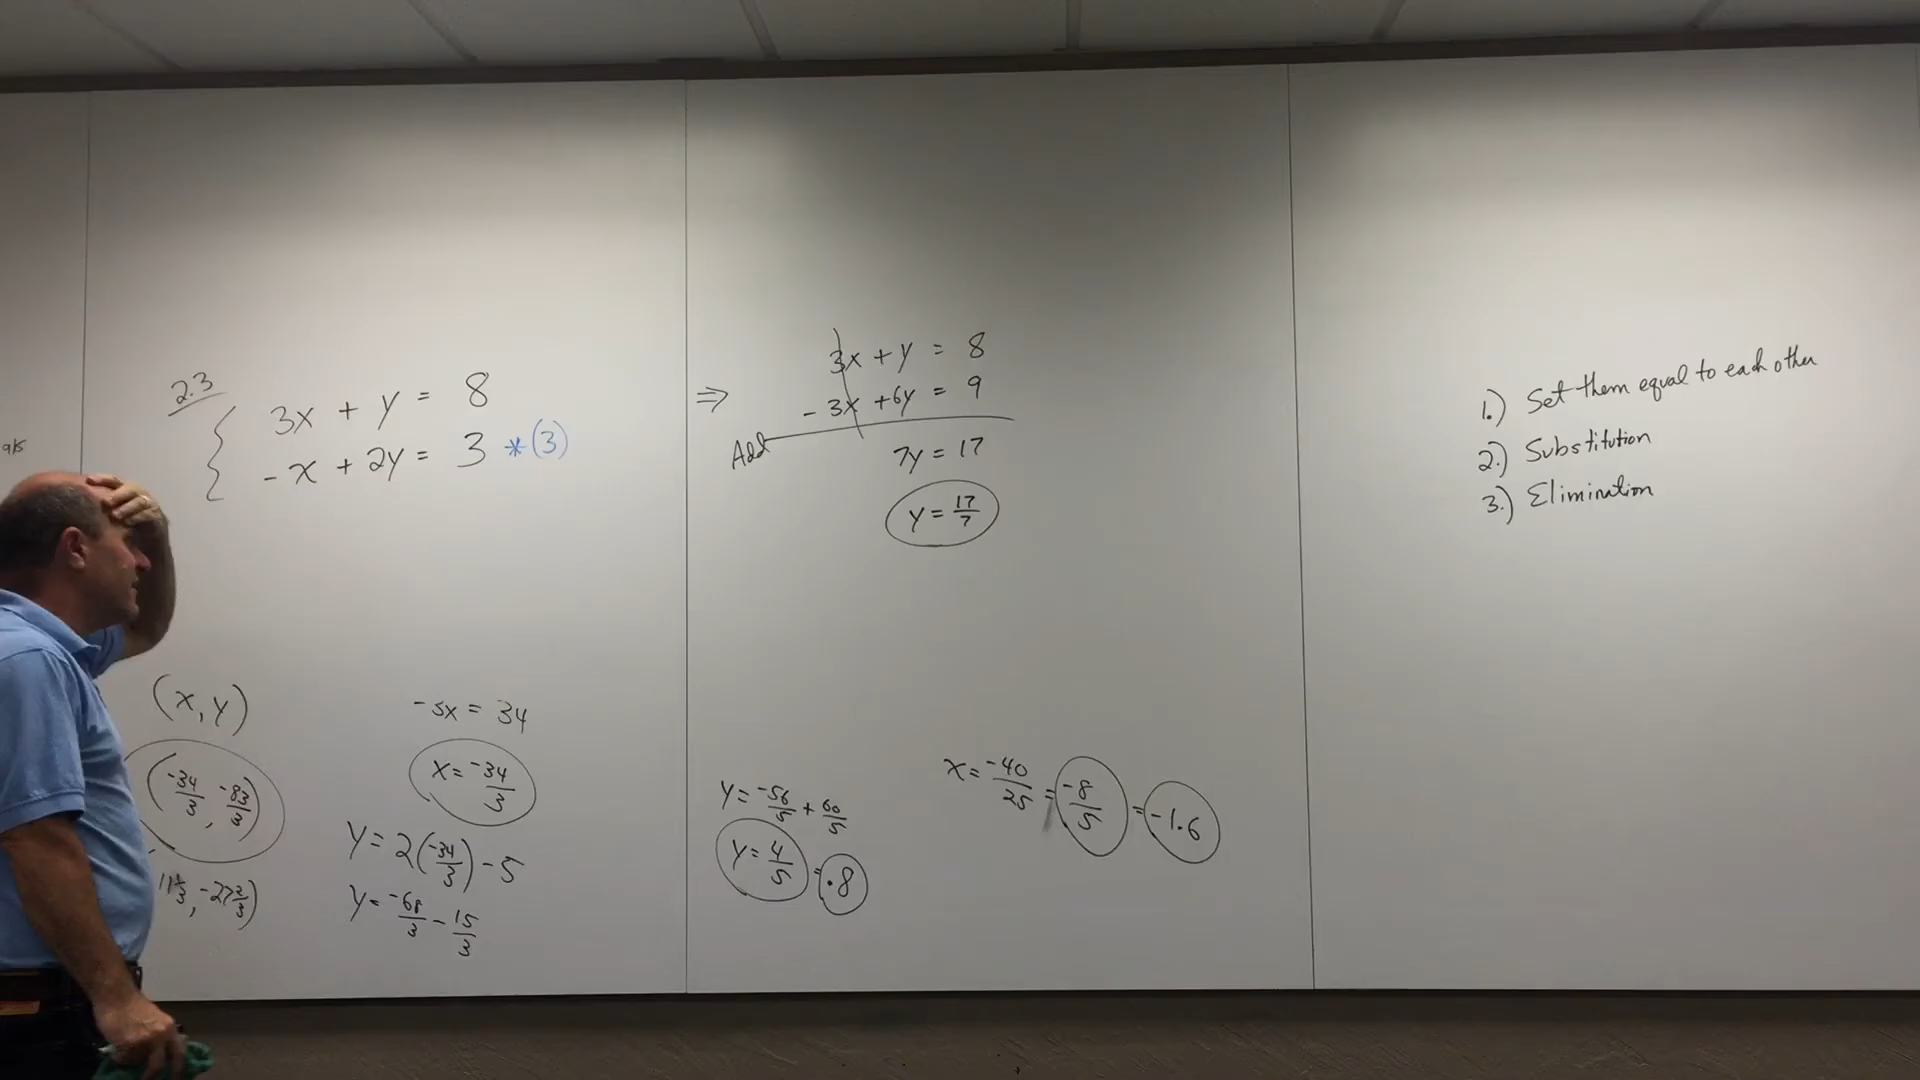 9/5
2.3
3x + y = 8
-x + 2y = 3 *(3)
⇒
3x + y = 8
-3x + 6y = 9
Add
7y = 17
y = 17/7
1.) Set them equal to each other
2.) Substitution
3.) Elimination
(x, y)
(-34/3, -83/3)
11 1/3, -27 2/3)
-3x = 34
x = -34/3
y = 2(-34/3) - 5
y = -68/3 - 15/3
y = -56/5 + 60/5
y = 4/5 = .8
x = -40/25 = -8/5 = -1.6